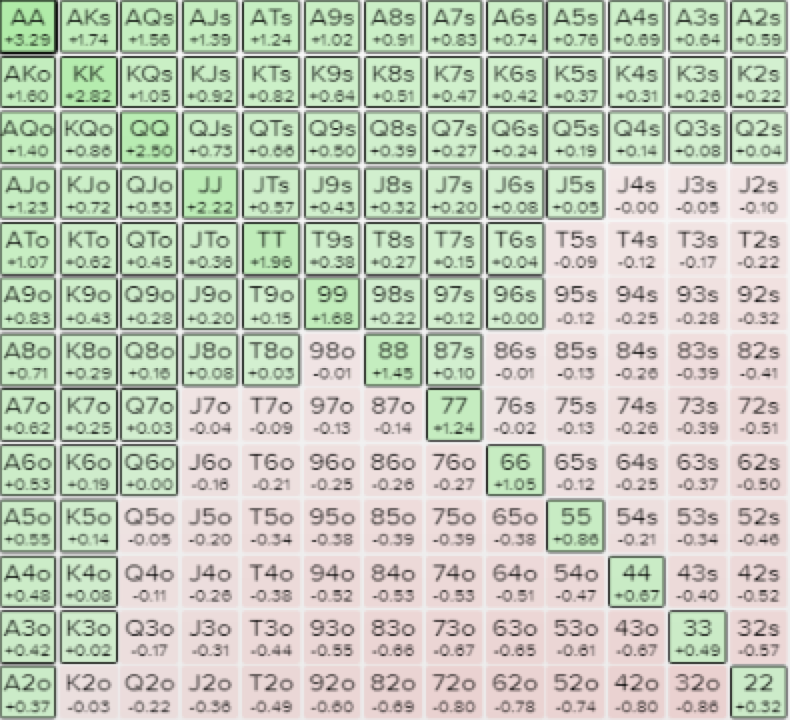 AA AKs AQs AJs ATs A9s A8s A7s A6s A5s A4s A3s A2s
+3.29 +1.74 +1.56 +1.39 +1.24 +1.02 +0.91 +0.83 +0.74 +0.76 +0.69 +0.64 +0.59
AKo KK KQs KJs KTs K9s K8s K7s K6s K5s K4s K3s K2s
+1.60 +2.82 +1.05 +0.92 +0.82 +0.64 +0.51 +0.47 +0.42 +0.37 +0.31 +0.26 +0.22
AQo KQo QQ QJs QTs Q9s Q8s Q7s Q6s Q5s Q4s Q3s Q2s
+1.40 +0.86 +2.50 +0.73 +0.66 +0.50 +0.39 +0.27 +0.24 +0.19 +0.14 +0.08 +0.04
AJo KJo QJo JJ JTs J9s J8s J7s J6s J5s J4s J3s J2s
+1.23 +0.72 +0.53 +2.22 +0.57 +0.43 +0.32 +0.20 +0.08 +0.05 -0.00 -0.05 -0.10
ATo KTo QTo JTo TT T9s T8s T7s T6s T5s T4s T3s T2s
+1.07 +0.62 +0.45 +0.36 +1.96 +0.38 +0.27 +0.15 +0.04 -0.09 -0.12 -0.17 -0.22
A9o K9o Q9o J9o T9o 99 98s 97s 96s 95s 94s 93s 92s
+0.83 +0.43 +0.28 +0.20 +0.15 +1.68 +0.22 +0.12 +0.00 -0.12 -0.25 -0.28 -0.32
A8o K8o Q8o J8o T8o 98o 88 87s 86s 85s 84s 83s 82s
+0.71 +0.29 +0.16 +0.08 +0.03 -0.01 +1.45 +0.10 -0.01 -0.13 -0.26 -0.39 -0.41
A7o K7o Q7o J7o T7o 97o 87o 77 76s 75s 74s 73s 72s
+0.62 +0.25 +0.03 -0.04 -0.09 -0.13 -0.14 +1.24 -0.02 -0.13 -0.26 -0.39 -0.51
A6o K6o Q6o J6o T6o 96o 86o 76o 66 65s 64s 63s 62s
+0.53 +0.19 +0.00 -0.16 -0.21 -0.25 -0.26 -0.27 +1.05 -0.12 -0.25 -0.37 -0.50
A5o K5o Q5o J5o T5o 95o 85o 75o 65o 55 54s 53s 52s
+0.55 +0.14 -0.05 -0.20 -0.34 -0.38 -0.39 -0.39 -0.38 +0.86 -0.21 -0.34 -0.46
A4o K4o Q4o J4o T4o 94o 84o 74o 64o 54o 44 43s 42s
+0.48 +0.08 -0.11 -0.26 -0.38 -0.52 -0.53 -0.53 -0.51 -0.47 +0.67 -0.40 -0.52
A3o K3o Q3o J3o T3o 93o 83o 73o 63o 53o 43o 33 32s
+0.42 +0.02 -0.17 -0.31 -0.44 -0.55 -0.66 -0.67 -0.65 -0.61 -0.67 +0.49 -0.57
A2o K2o Q2o J2o T2o 92o 82o 72o 62o 52o 42o 32o 22
+0.37 -0.03 -0.22 -0.36 -0.49 -0.60 -0.69 -0.80 -0.78 -0.74 -0.80 -0.86 +0.32